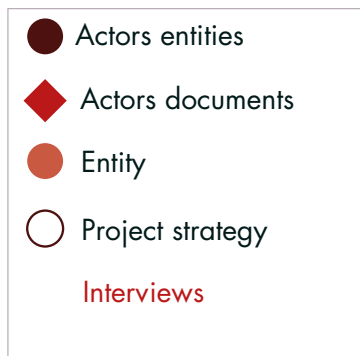 Actors entities
Actors documents
Entity
Project strategy
Interviews